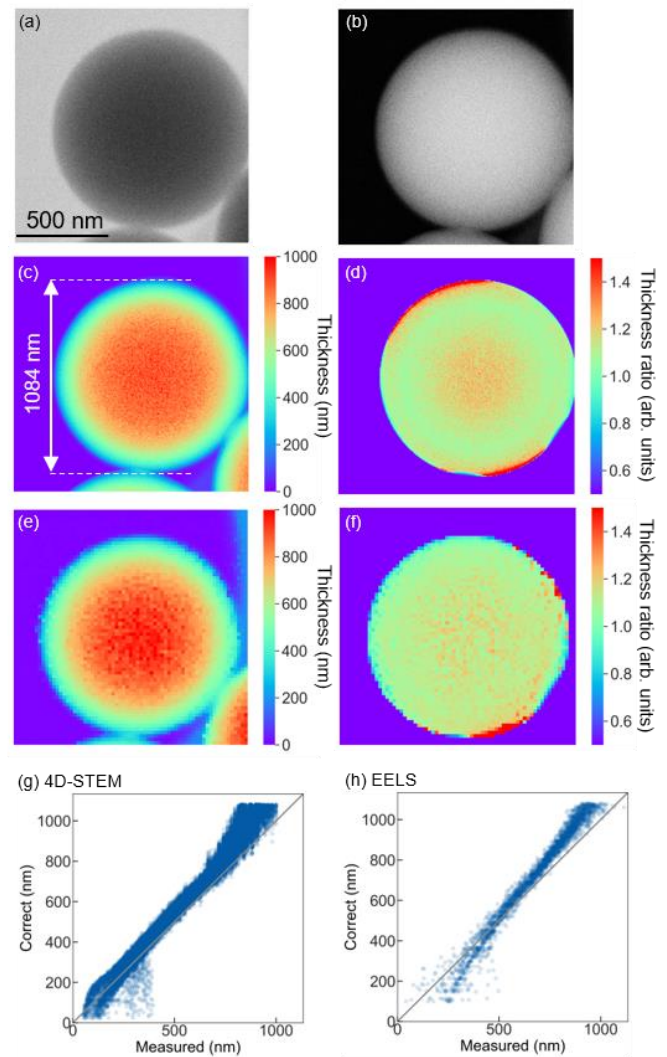 (a)
(b)
500 nm
(c)
1084 nm
1000
800
600
400
200
0
Thickness (nm)
(d)
1.4
1.2
1.0
0.8
0.6
Thickness ratio (arb. units)
(e)
1000
800
600
400
200
0
Thickness (nm)
(f)
1.4
1.2
1.0
0.8
0.6
Thickness ratio (arb. units)
(g) 4D-STEM
1000
800
600
400
200
0
Correct (nm)
0 500 1000
Measured (nm)
(h) EELS
1000
800
600
400
200
0
Correct (nm)
0 500 1000
Measured (nm)